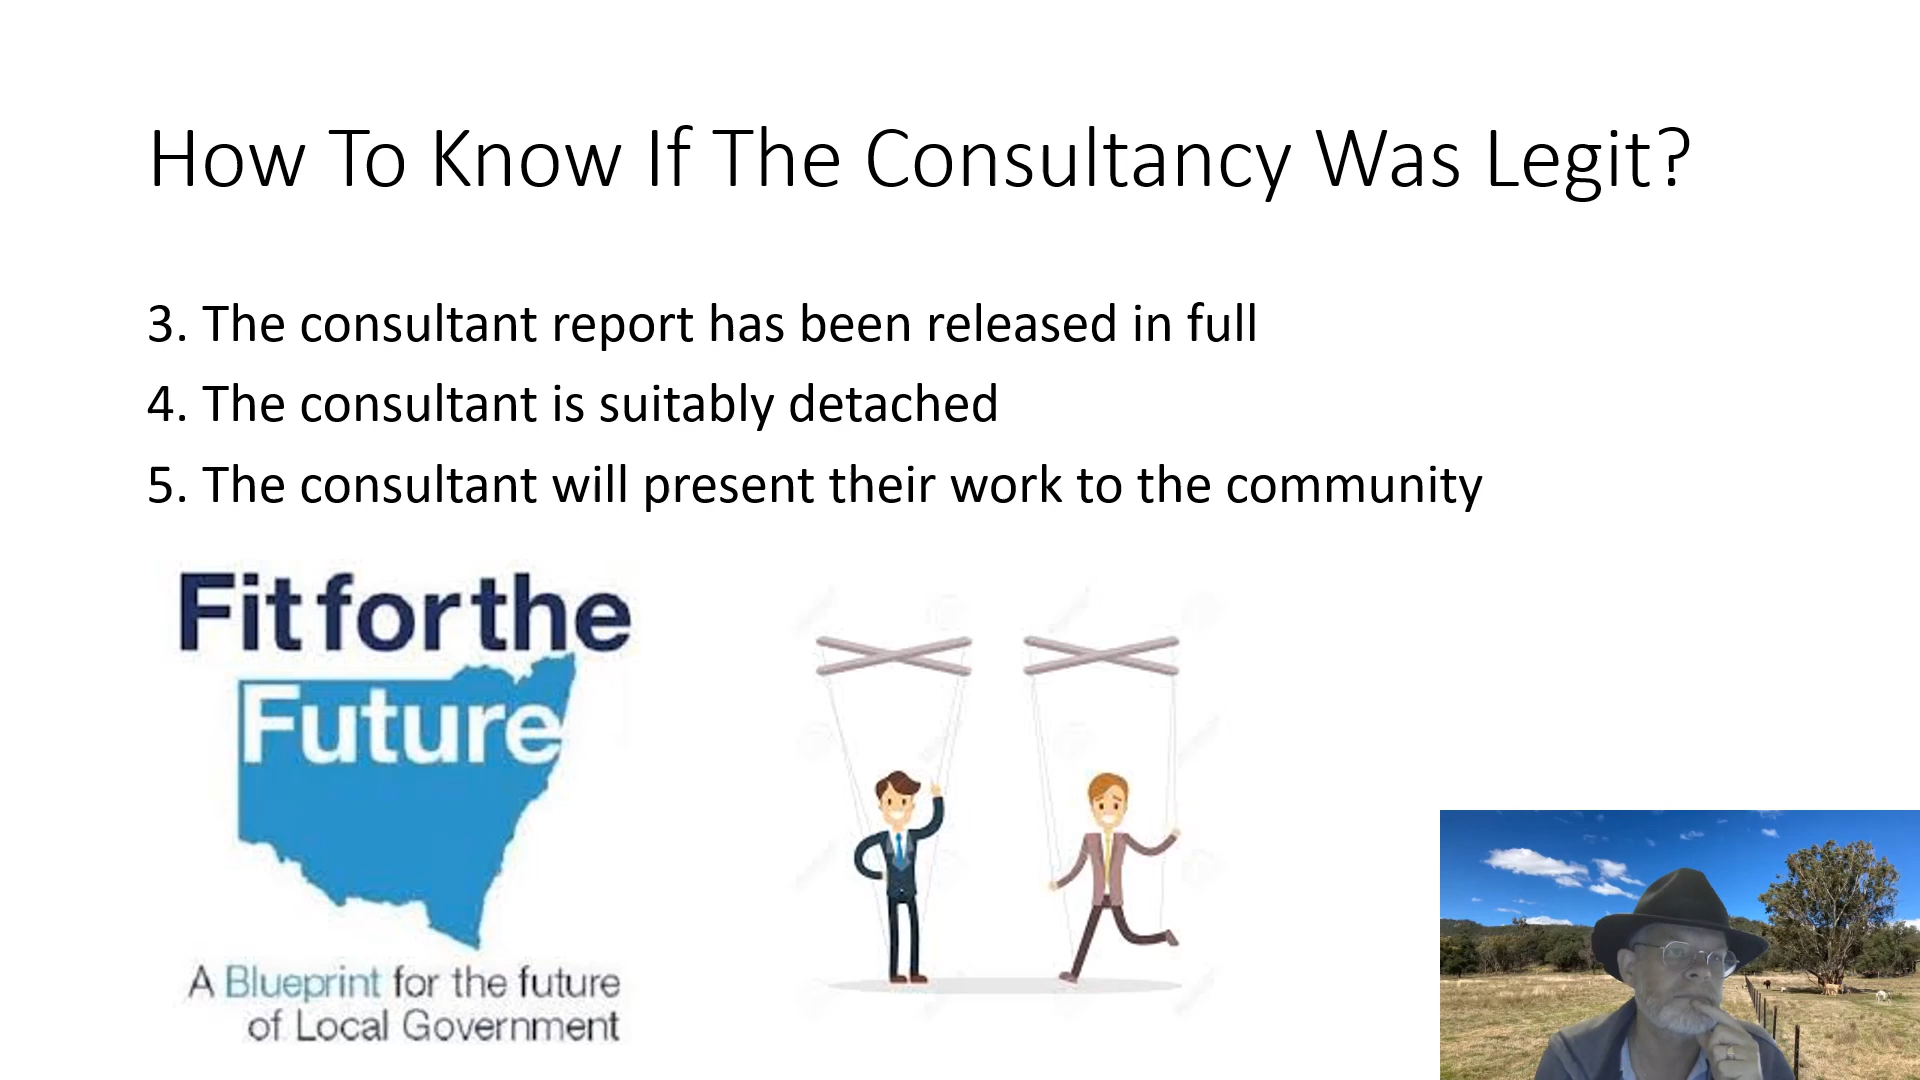 How To Know If The Consultancy Was Legit?
3. The consultant report has been released in full
4. The consultant is suitably detached
5. The consultant will present their work to the community
Fit for the
Future
A Blueprint for the future
of Local Government